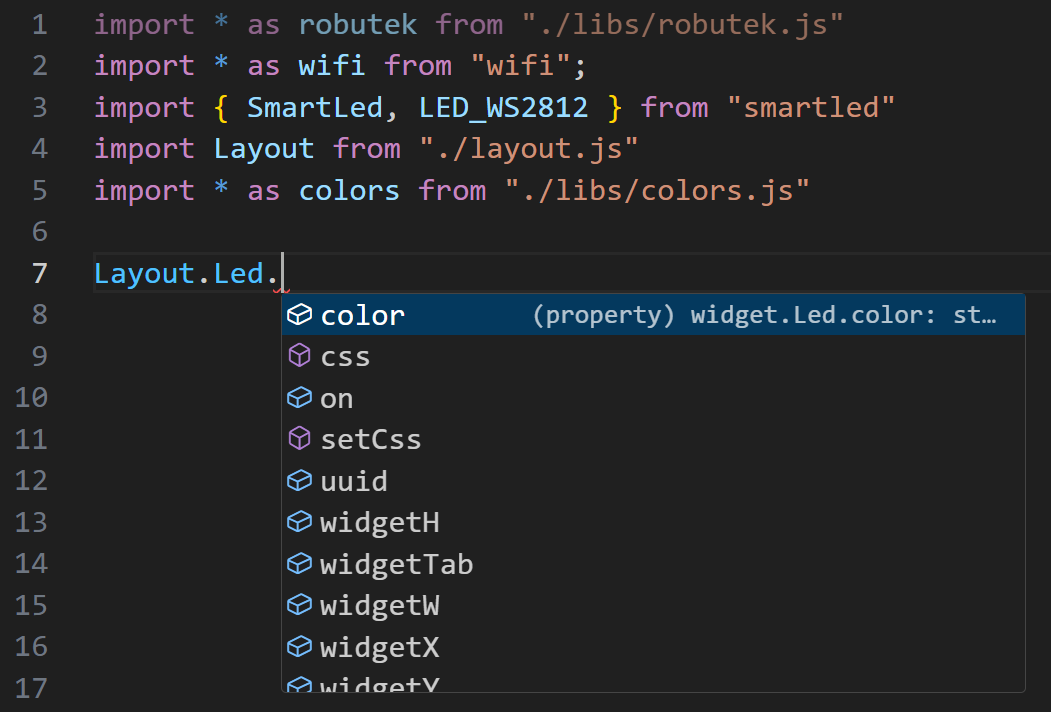 1 import * as robutek from "./libs/robutek.js"
2 import * as wifi from "wifi";
3 import { SmartLed, LED_WS2812 } from "smartled"
4 import Layout from "./layout.js"
5 import * as colors from "./libs/colors.js"
6
7 Layout.Led.
8 color (property) widget.Led.color: st…
9 css
10 on
11 setCss
12 uuid
13 widgetH
14 widgetTab
15 widgetW
16 widgetX
17 widgetY